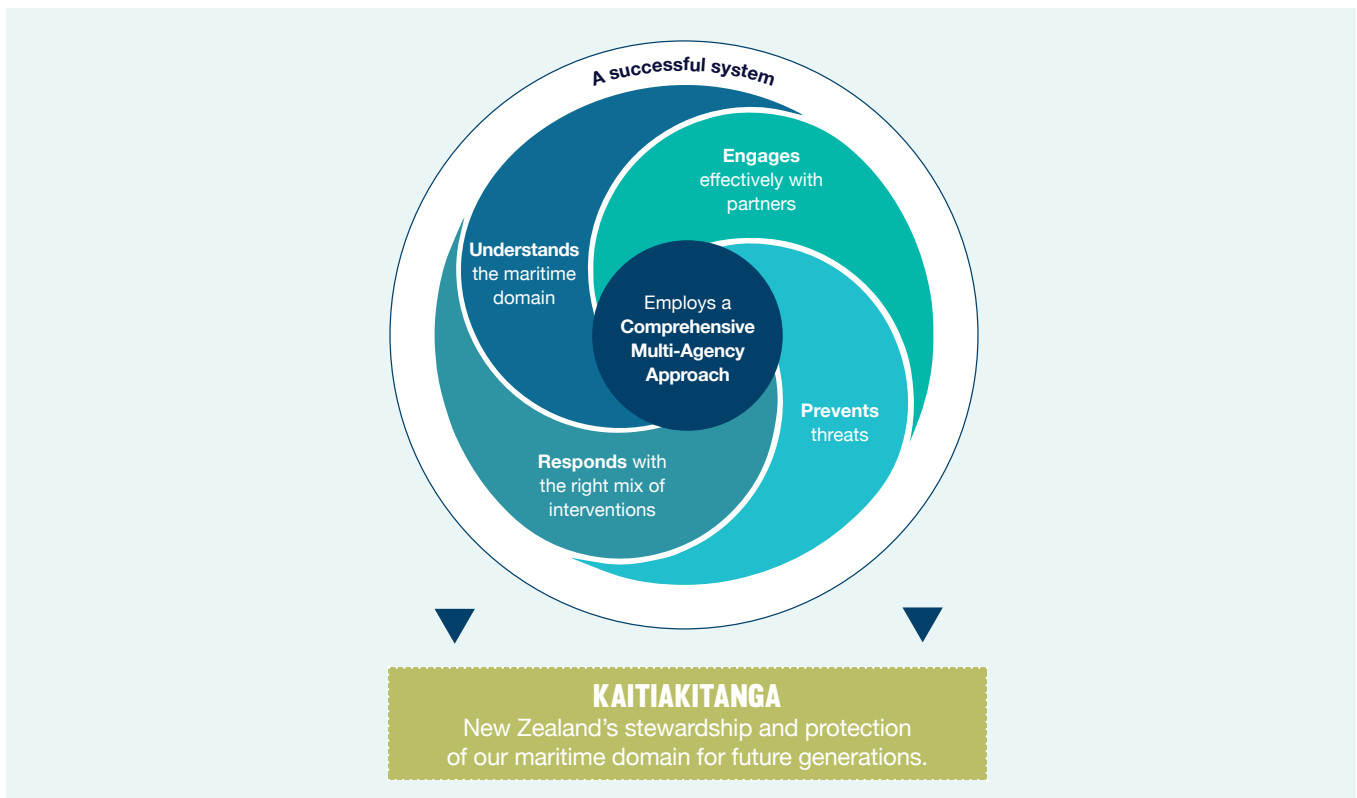 A successful system
Understands
the maritime
domain
Engages
effectively with
partners
Prevents
threats
Responds with
the right mix of
interventions
Employs a
Comprehensive
Multi-Agency
Approach
KAITIAKITANGA
New Zealand’s stewardship and protection
of our maritime domain for future generations.